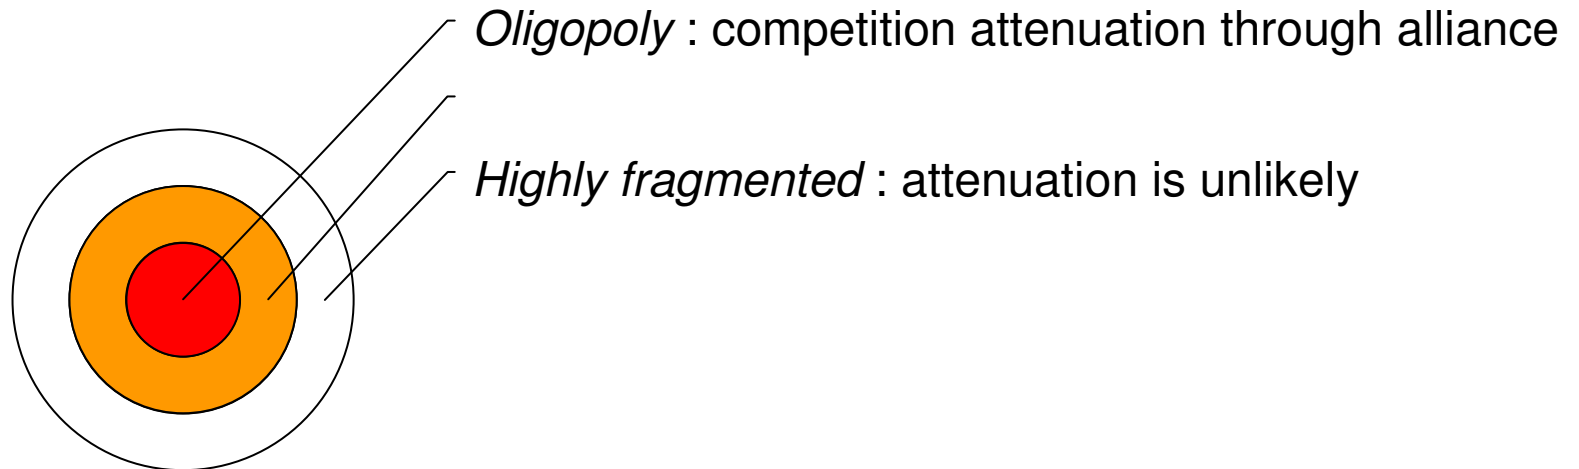 Oligopoly : competition attenuation through alliance
Highly fragmented : attenuation is unlikely